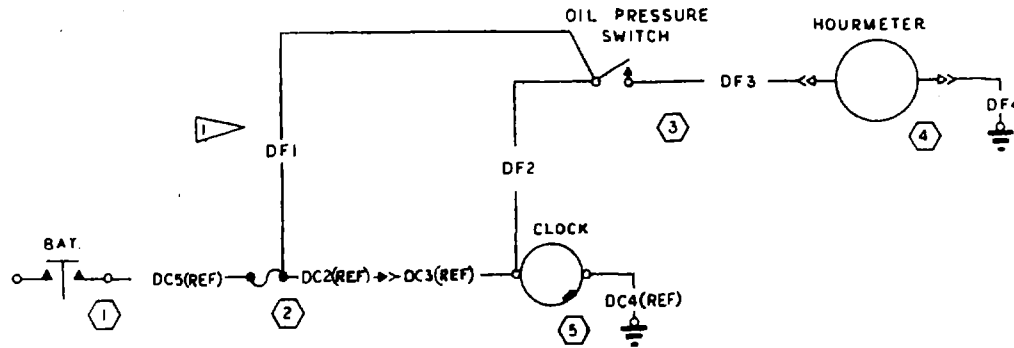 OIL PRESSURE
SWITCH
HOURMETER
DF3
DF4
1
3
4
DF1
DF2
BAT.
CLOCK
DC5(REF)
DC2(REF)
DC3(REF)
DC4(REF)
1
2
5